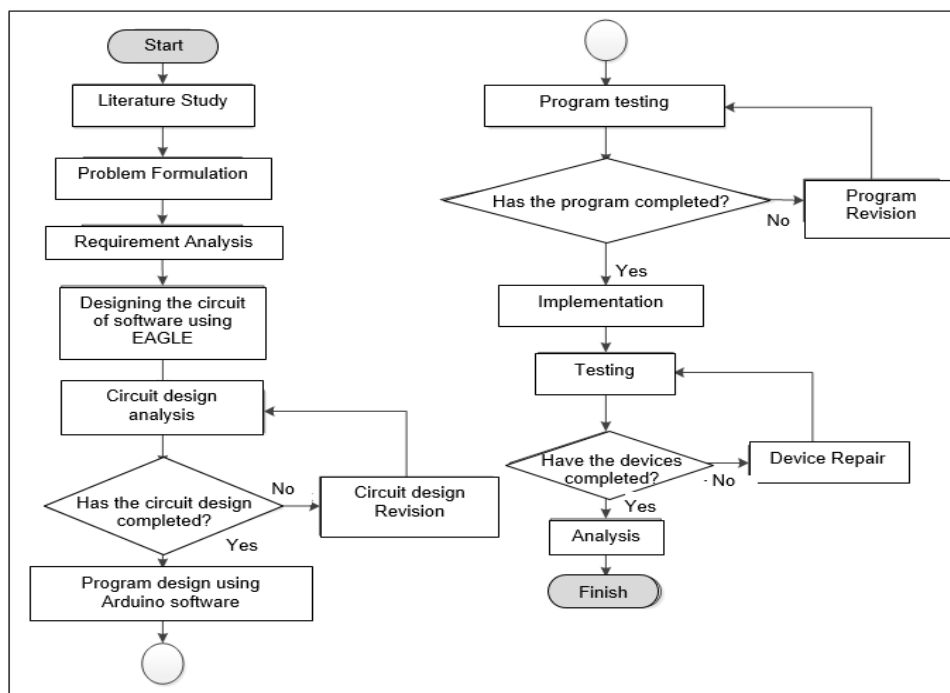 Start
Literature Study
Problem Formulation
Requirement Analysis
Designing the circuit
of software using
EAGLE
Circuit design
analysis
Has the circuit design
completed?
No
Circuit design
Revision
Yes
Program design using
Arduino software
Program testing
Has the program completed?
No
Program
Revision
Yes
Implementation
Testing
Have the devices
completed?
No
Device Repair
Yes
Analysis
Finish